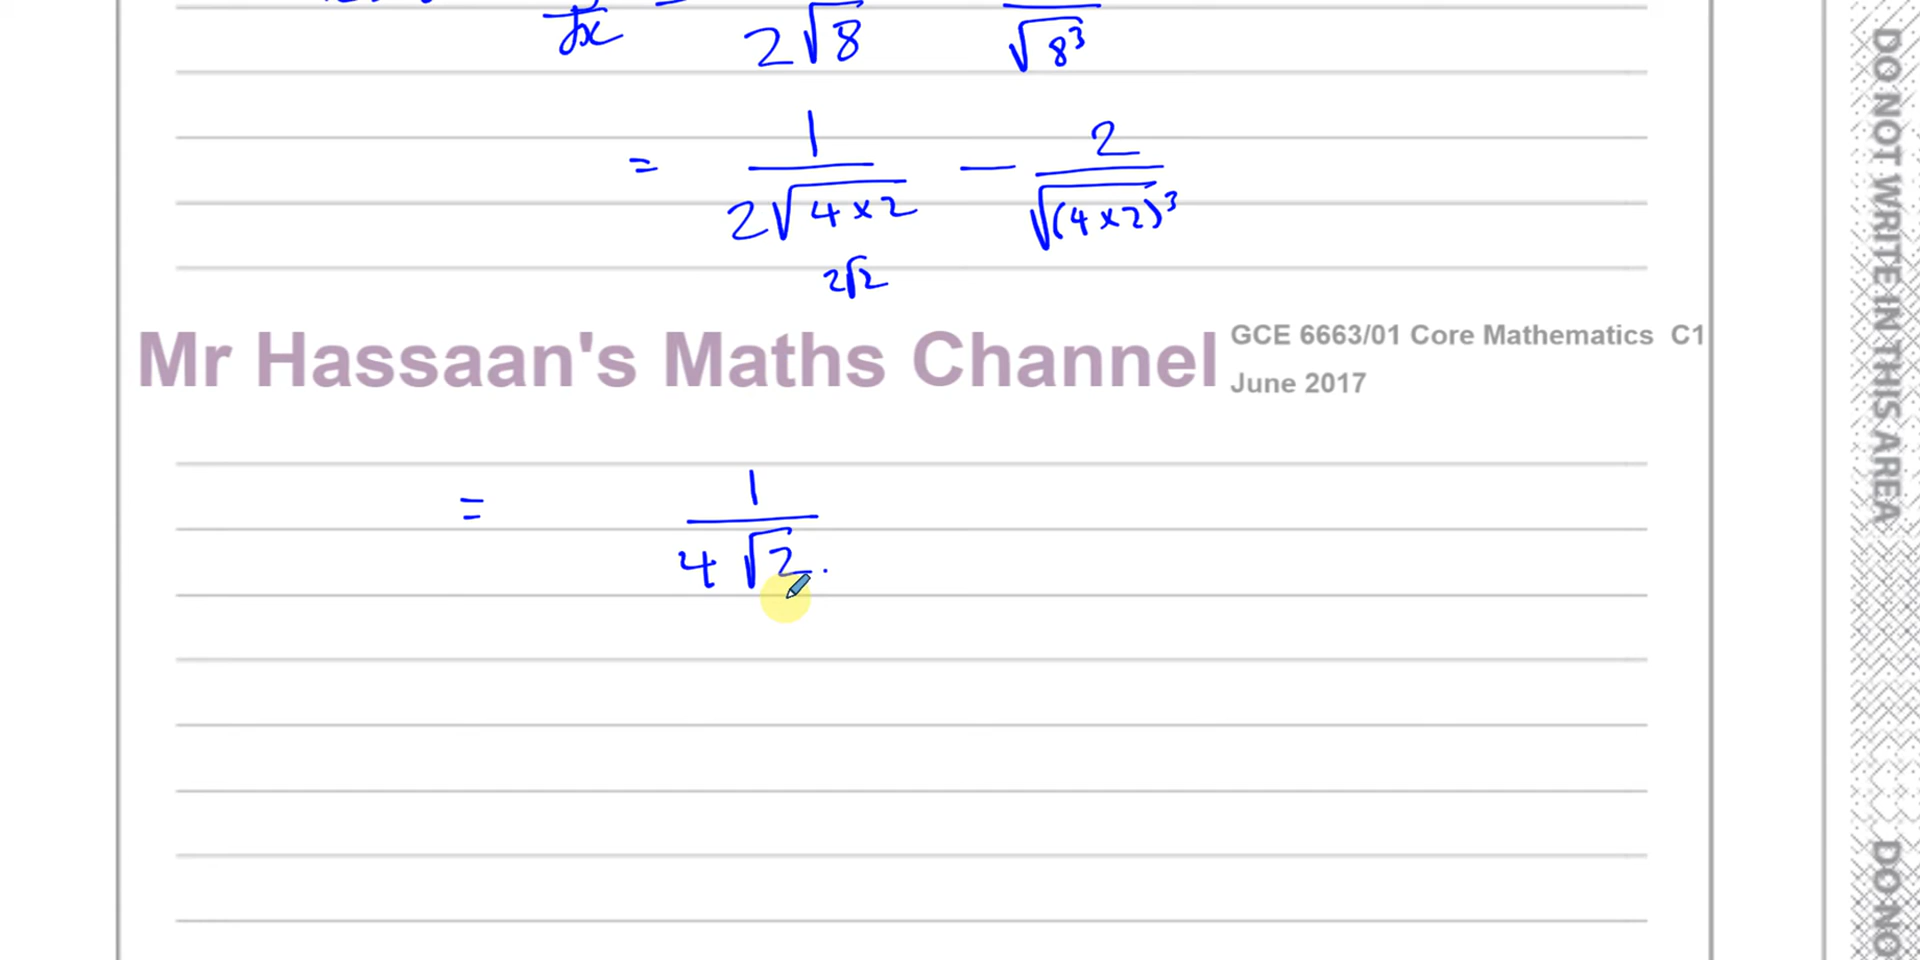 dx 2√8 √8³
= 1/(2√(4×2)) − 2/√((4×2)³)
2√2
Mr Hassaan's Maths Channel
GCE 6663/01 Core Mathematics C1
June 2017
= 1/(4√2).
DO NOT WRITE IN THIS AREA
DO NO